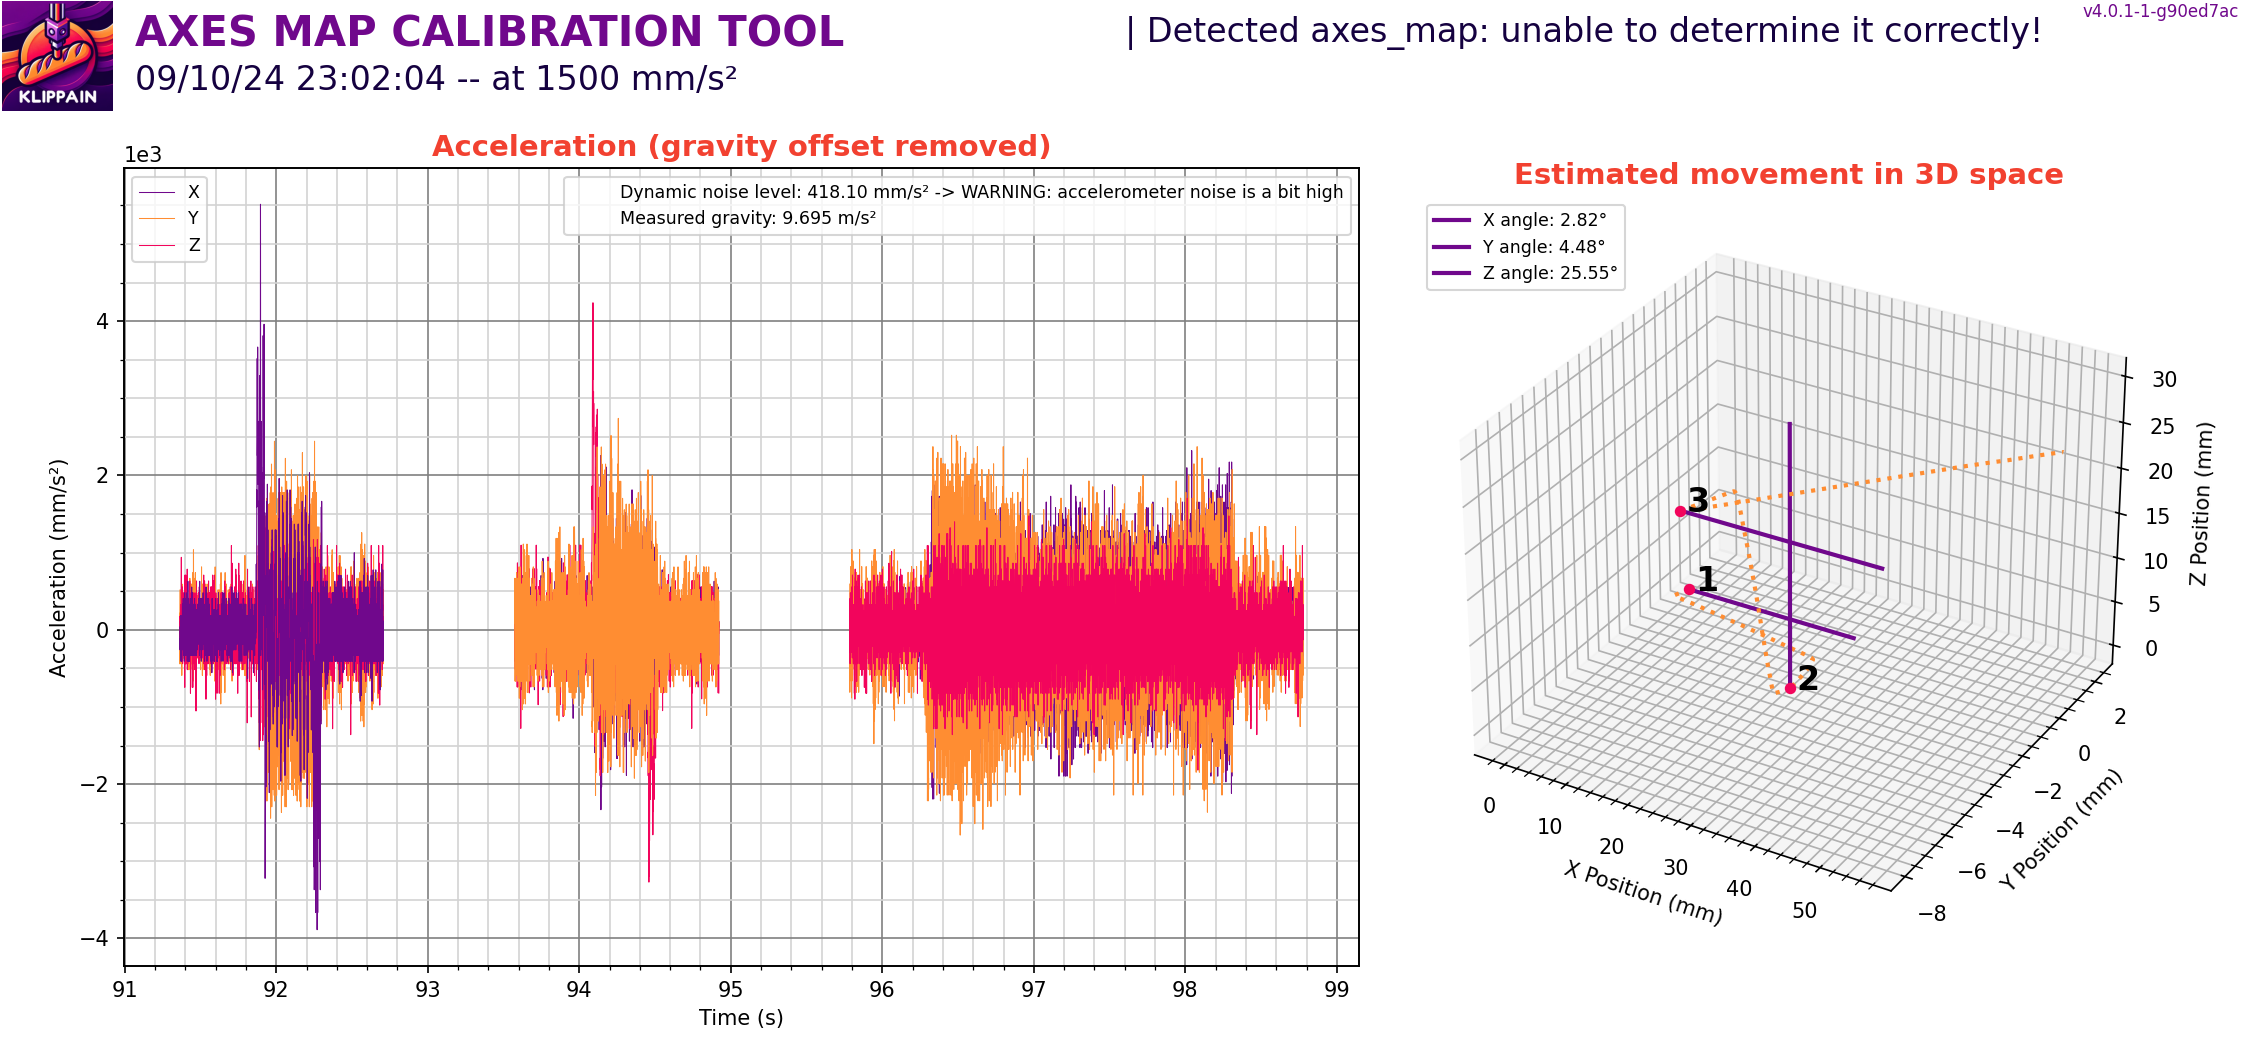 AXES MAP CALIBRATION TOOL
| Detected axes_map: unable to determine it correctly!
v4.0.1-1-g90ed7ac
09/10/24 23:02:04 -- at 1500 mm/s²
KLIPPAIN
Acceleration (gravity offset removed)
1e3
X
Y
Z
Dynamic noise level: 418.10 mm/s² -> WARNING: accelerometer noise is a bit high
Measured gravity: 9.695 m/s²
Acceleration (mm/s²)
4
2
0
−2
−4
91 92 93 94 95 96 97 98 99
Time (s)
Estimated movement in 3D space
X angle: 2.82°
Y angle: 4.48°
Z angle: 25.55°
3
1
2
30
25
20
15
10
5
0
Z Position (mm)
2
0
−2
−4
−6
−8
Y Position (mm)
0
10
20
30
40
50
X Position (mm)